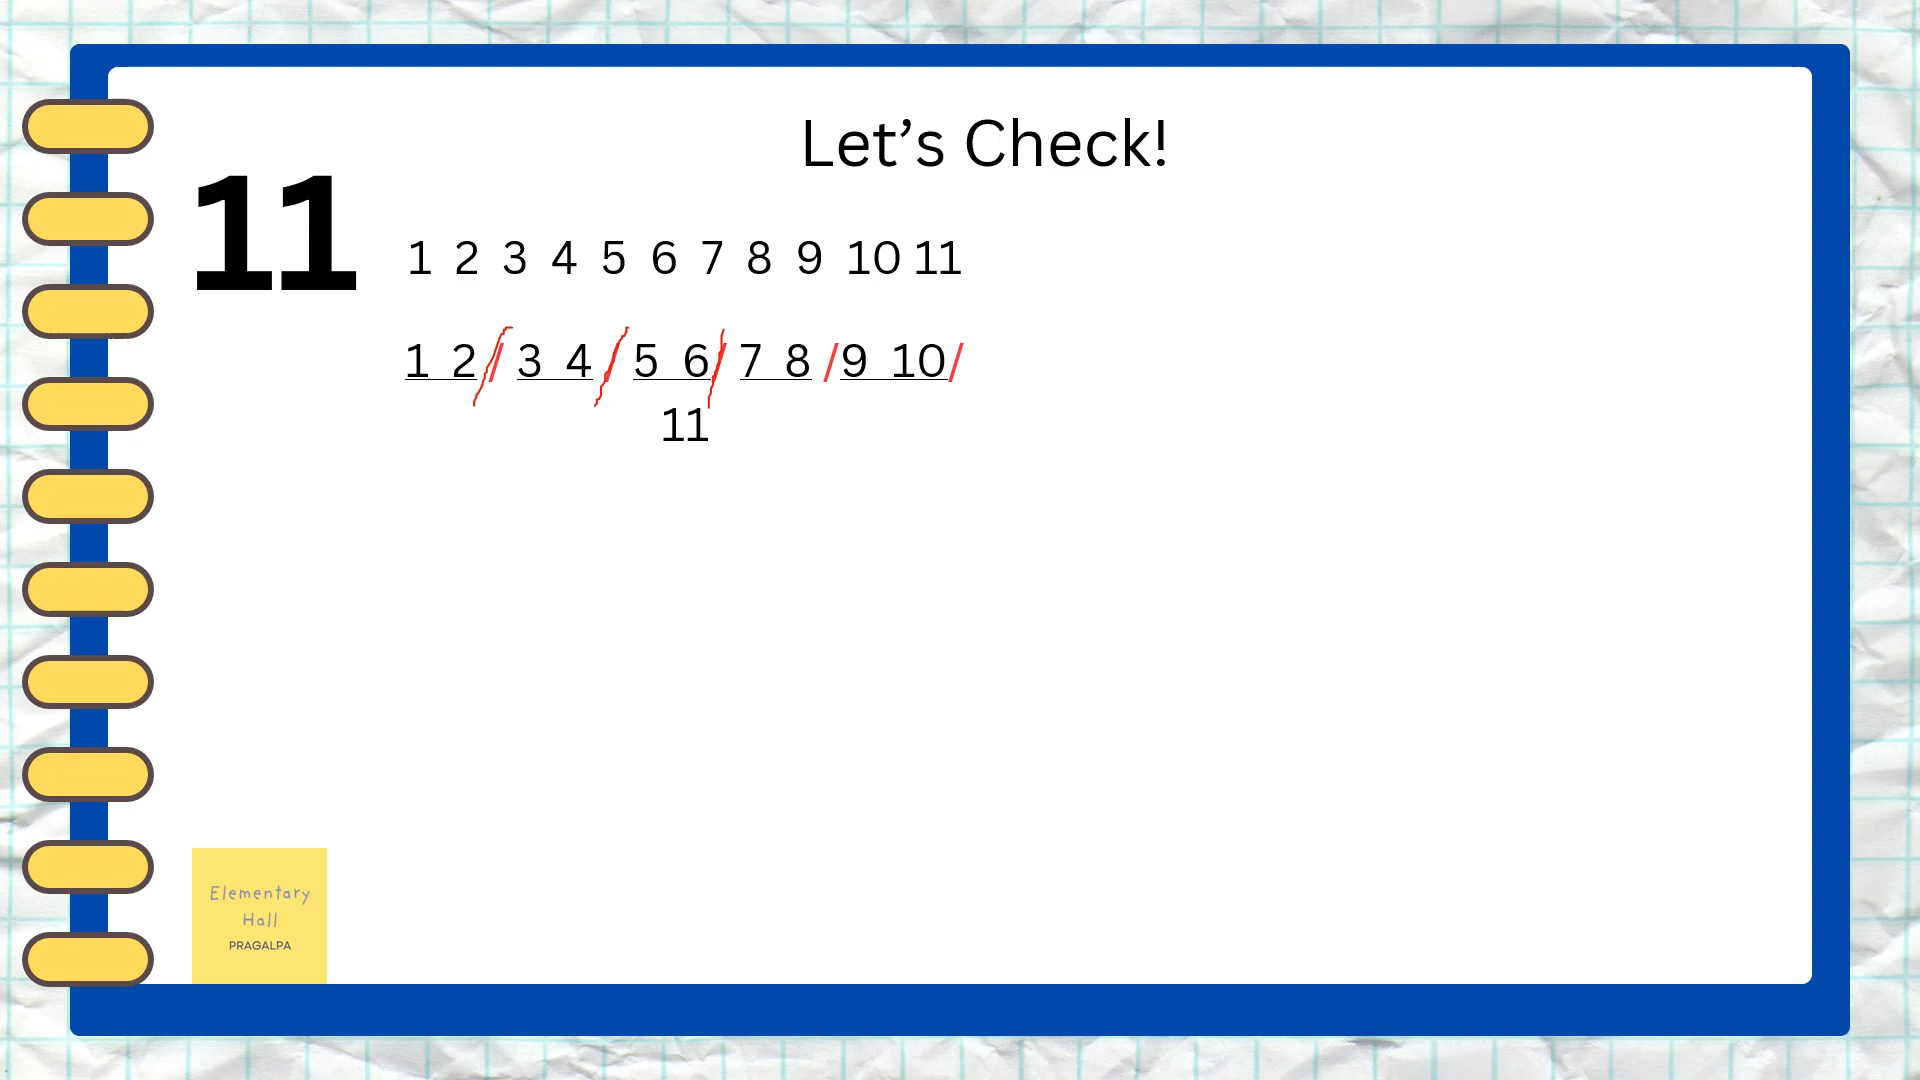 Let’s Check!
11
1 2 3 4 5 6 7 8 9 10 11
1 2 / 3 4 / 5 6 / 7 8 / 9 10 /
11
Elementary
Hall
PRAGALPA